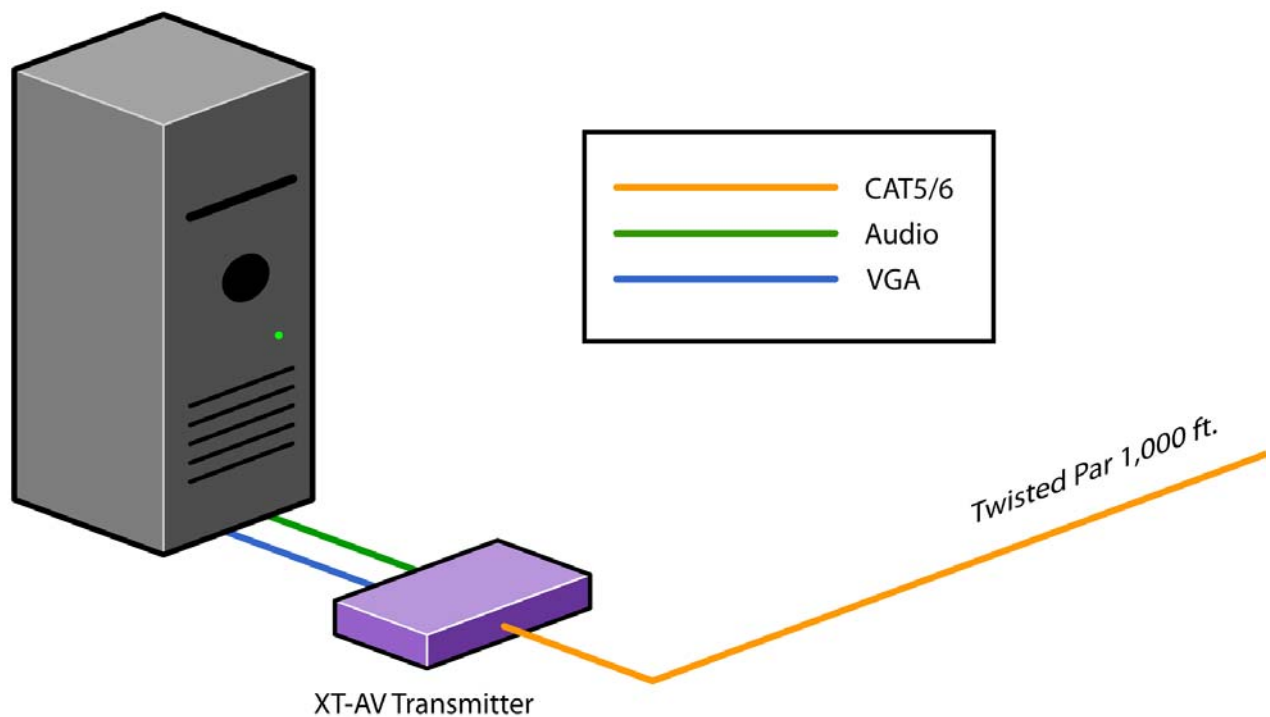 CAT5/6
Audio
VGA
Twisted Par 1,000 ft.
XT-AV Transmitter